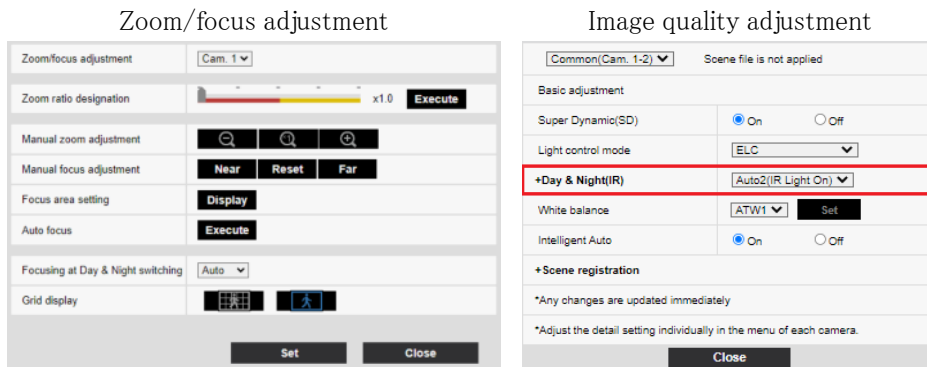 Zoom/focus adjustment
Zoom/focus adjustment Cam. 1
Zoom ratio designation x1.0 Execute
Manual zoom adjustment
Manual focus adjustment Near Reset Far
Focus area setting Display
Auto focus Execute
Focusing at Day & Night switching Auto
Grid display
Set Close
Image quality adjustment
Common(Cam. 1-2) Scene file is not applied
Basic adjustment
Super Dynamic(SD) On Off
Light control mode ELC
+Day & Night(IR) Auto2(IR Light On)
White balance ATW1 Set
Intelligent Auto On Off
+Scene registration
*Any changes are updated immediately
*Adjust the detail setting individually in the menu of each camera.
Close